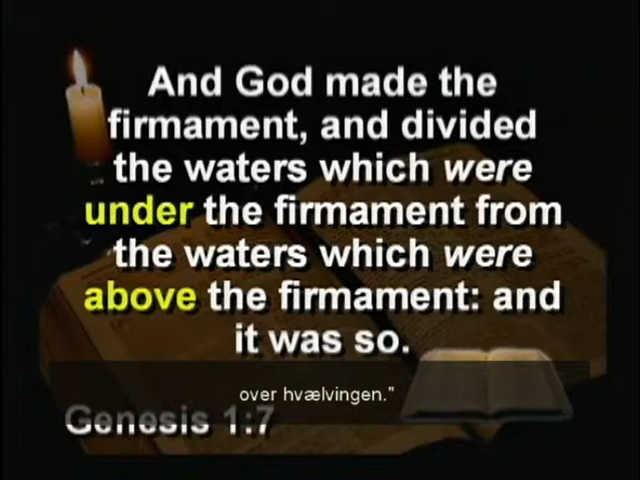 And God made the
firmament, and divided
the waters which were
under the firmament from
the waters which were
above the firmament: and
it was so.
over hvælvingen."
Genesis 1:7